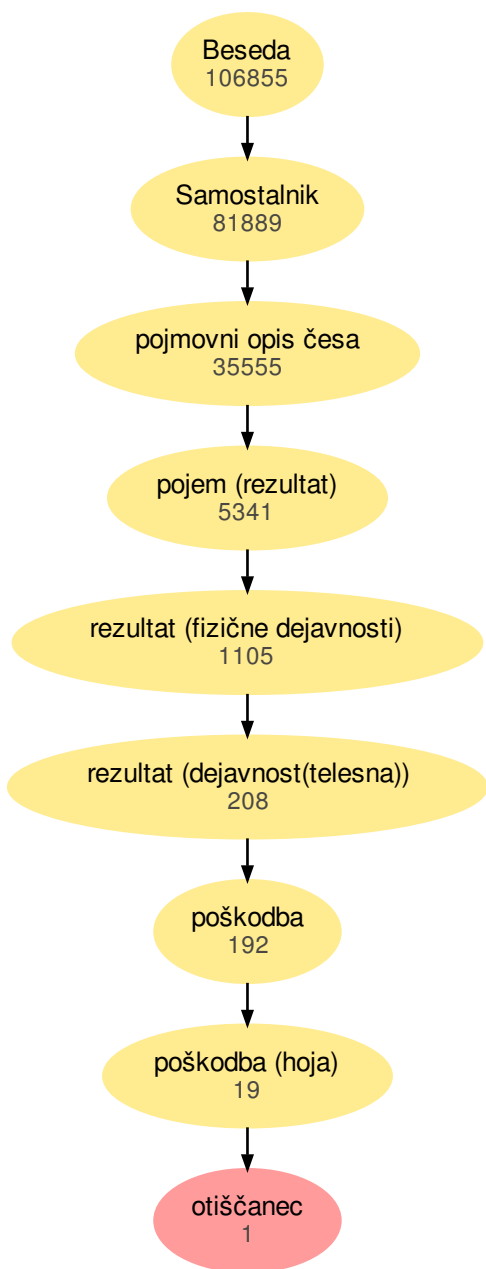 Beseda
106855
Samostalnik
81889
pojmovni opis česa
35555
pojem (rezultat)
5341
rezultat (fizične dejavnosti)
1105
rezultat (dejavnost(telesna))
208
poškodba
192
poškodba (hoja)
19
otiščanec
1